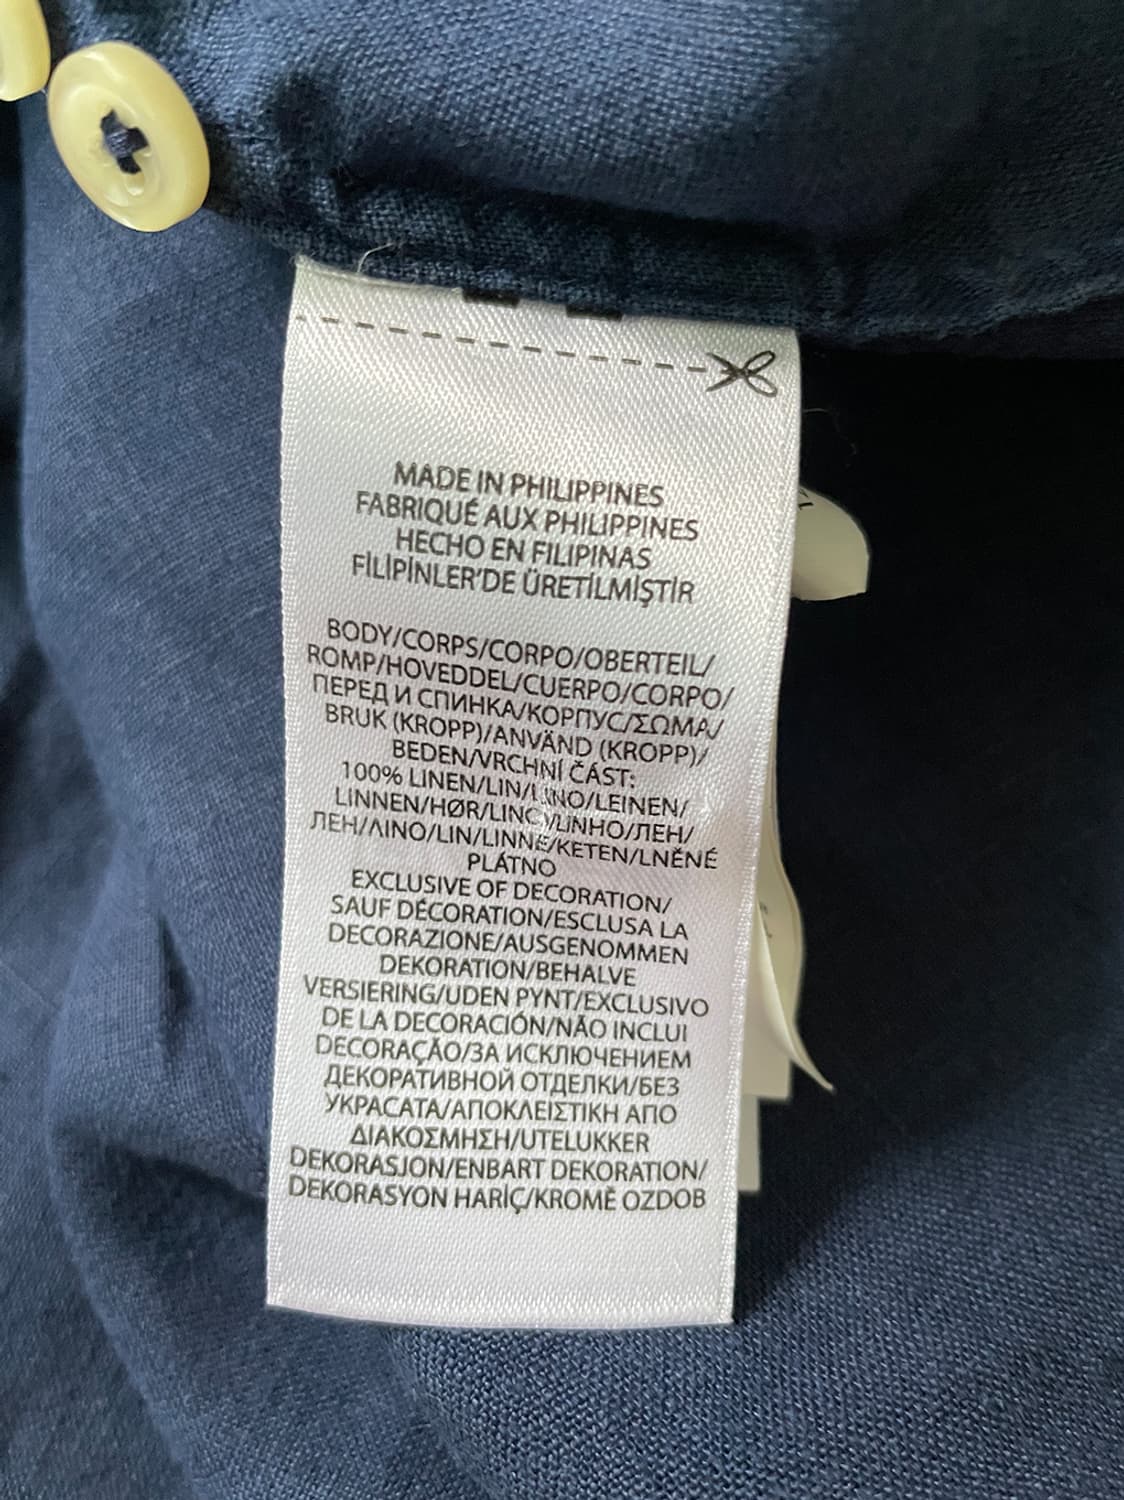 MADE IN PHILIPPINES
FABRIQUÉ AUX PHILIPPINES
HECHO EN FILIPINAS
FİLİPİNLER'DE ÜRETİLMİŞTİR
BODY/CORPS/CORPO/OBERTEIL/
ROMP/HOVEDDEL/CUERPO/CORPO/
ПЕРЕД И СПИНКА/КОРПУС/ΣΩΜΑ/
BRUK (KROPP)/ANVÄND (KROPP)/
BEDEN/VRCHNÍ ČÁST:
100% LINEN/LIN/LINO/LEINEN/
LINNEN/HØR/LINO/LINHO/ЛЕН/
ЛЕН/ΛΙΝΟ/LIN/LINNE/KETEN/LNĚNÉ
PLÁTNO
EXCLUSIVE OF DECORATION/
SAUF DÉCORATION/ESCLUSA LA
DECORAZIONE/AUSGENOMMEN
DEKORATION/BEHALVE
VERSIERING/UDEN PYNT/EXCLUSIVO
DE LA DECORACIÓN/NÃO INCLUI
DECORAÇÃO/ЗА ИСКЛЮЧЕНИЕМ
ДЕКОРАТИВНОЙ ОТДЕЛКИ/БЕЗ
УКРАСАТА/ΑΠΟΚΛΕΙΣΤΙΚΗ ΑΠΟ
ΔΙΑΚΟΣΜΗΣΗ/UTELUKKER
DEKORASJON/ENBART DEKORATION/
DEKORASYON HARİÇ/KROMĚ OZDOB